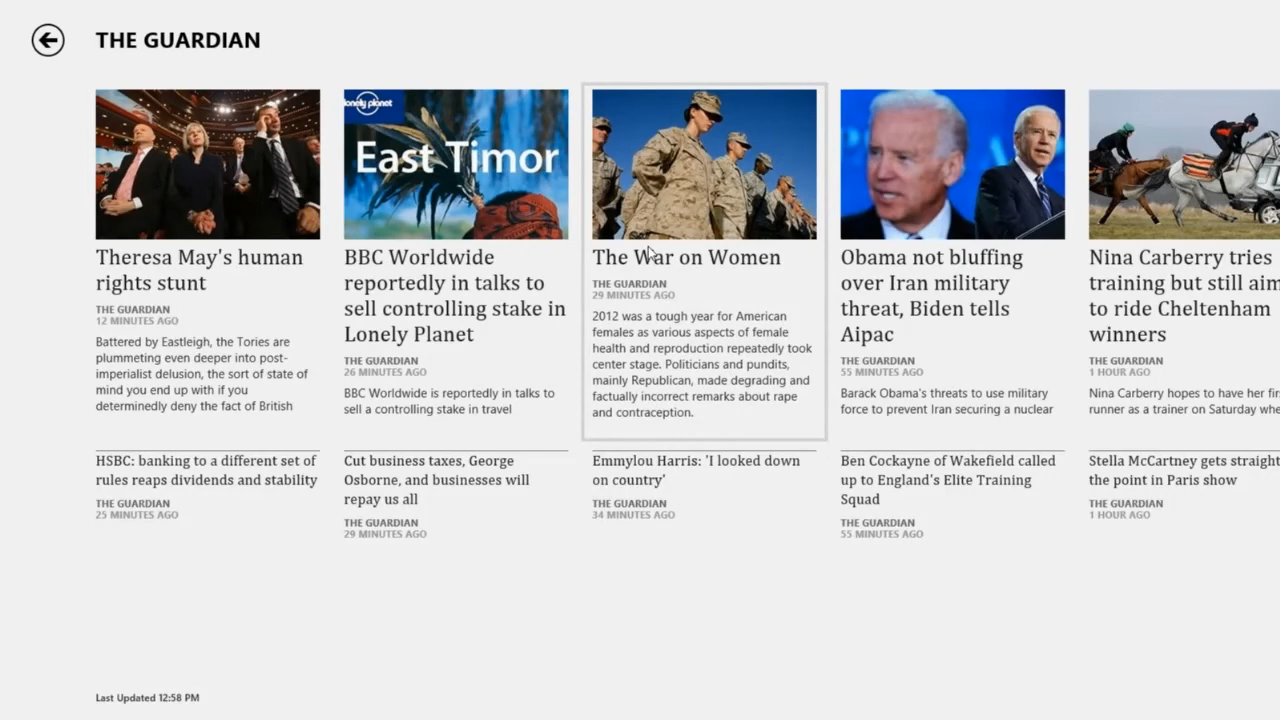 THE GUARDIAN
lonely planet
East Timor
Theresa May's human
rights stunt
THE GUARDIAN
12 MINUTES AGO
Battered by Eastleigh, the Tories are
plummeting even deeper into post-
imperialist delusion, the sort of state of
mind you end up with if you
determinedly deny the fact of British
BBC Worldwide
reportedly in talks to
sell controlling stake in
Lonely Planet
THE GUARDIAN
26 MINUTES AGO
BBC Worldwide is reportedly in talks to
sell a controlling stake in travel
The War on Women
THE GUARDIAN
29 MINUTES AGO
2012 was a tough year for American
females as various aspects of female
health and reproduction repeatedly took
center stage. Politicians and pundits,
mainly Republican, made degrading and
factually incorrect remarks about rape
and contraception.
Obama not bluffing
over Iran military
threat, Biden tells
Aipac
THE GUARDIAN
55 MINUTES AGO
Barack Obama's threats to use military
force to prevent Iran securing a nuclear
Nina Carberry tries
training but still aim
to ride Cheltenham
winners
THE GUARDIAN
1 HOUR AGO
Nina Carberry hopes to have her fir
runner as a trainer on Saturday whe
HSBC: banking to a different set of
rules reaps dividends and stability
THE GUARDIAN
25 MINUTES AGO
Cut business taxes, George
Osborne, and businesses will
repay us all
THE GUARDIAN
29 MINUTES AGO
Emmylou Harris: 'I looked down
on country'
THE GUARDIAN
34 MINUTES AGO
Ben Cockayne of Wakefield called
up to England's Elite Training
Squad
THE GUARDIAN
55 MINUTES AGO
Stella McCartney gets straight
the point in Paris show
THE GUARDIAN
1 HOUR AGO
Last Updated 12:58 PM